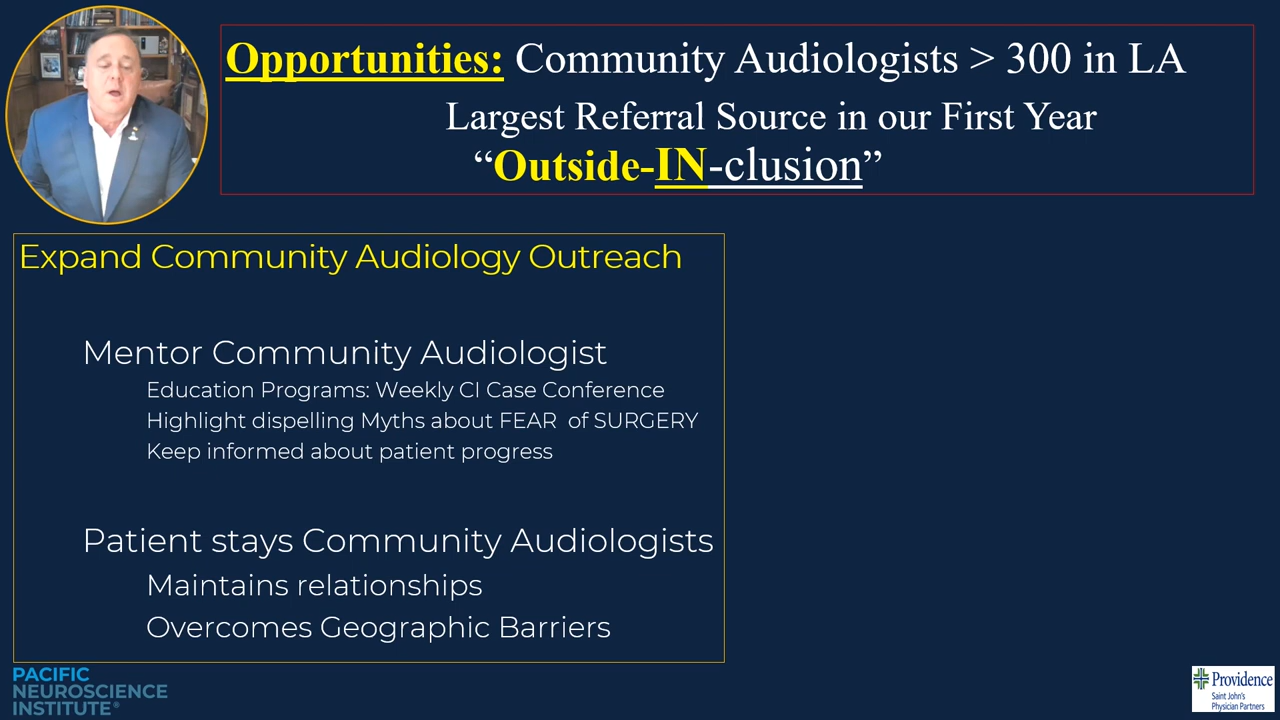 Opportunities: Community Audiologists > 300 in LA
Largest Referral Source in our First Year
“Outside-IN-clusion”
Expand Community Audiology Outreach
Mentor Community Audiologist
Education Programs: Weekly CI Case Conference
Highlight dispelling Myths about FEAR of SURGERY
Keep informed about patient progress
Patient stays Community Audiologists
Maintains relationships
Overcomes Geographic Barriers
PACIFIC
NEUROSCIENCE
INSTITUTE®
Providence
Saint John's
Physician Partners